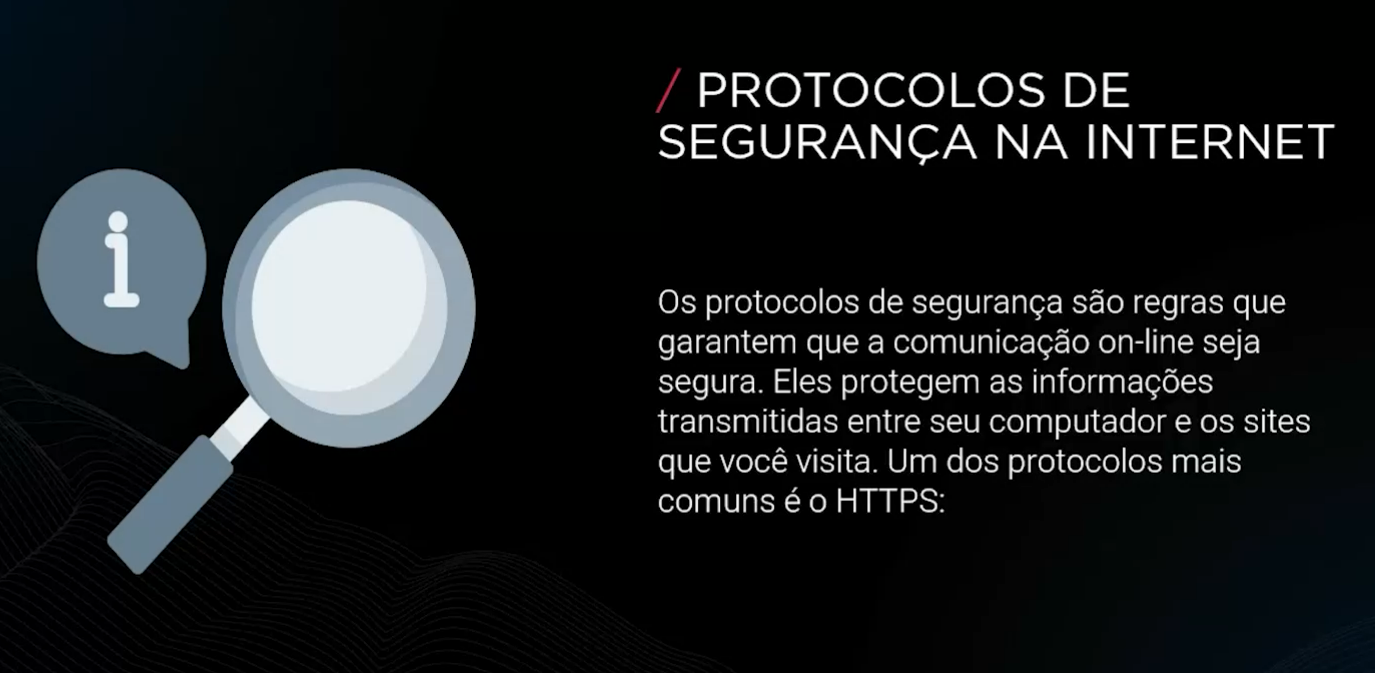 i
/ PROTOCOLOS DE
SEGURANÇA NA INTERNET
Os protocolos de segurança são regras que
garantem que a comunicação on-line seja
segura. Eles protegem as informações
transmitidas entre seu computador e os sites
que você visita. Um dos protocolos mais
comuns é o HTTPS: